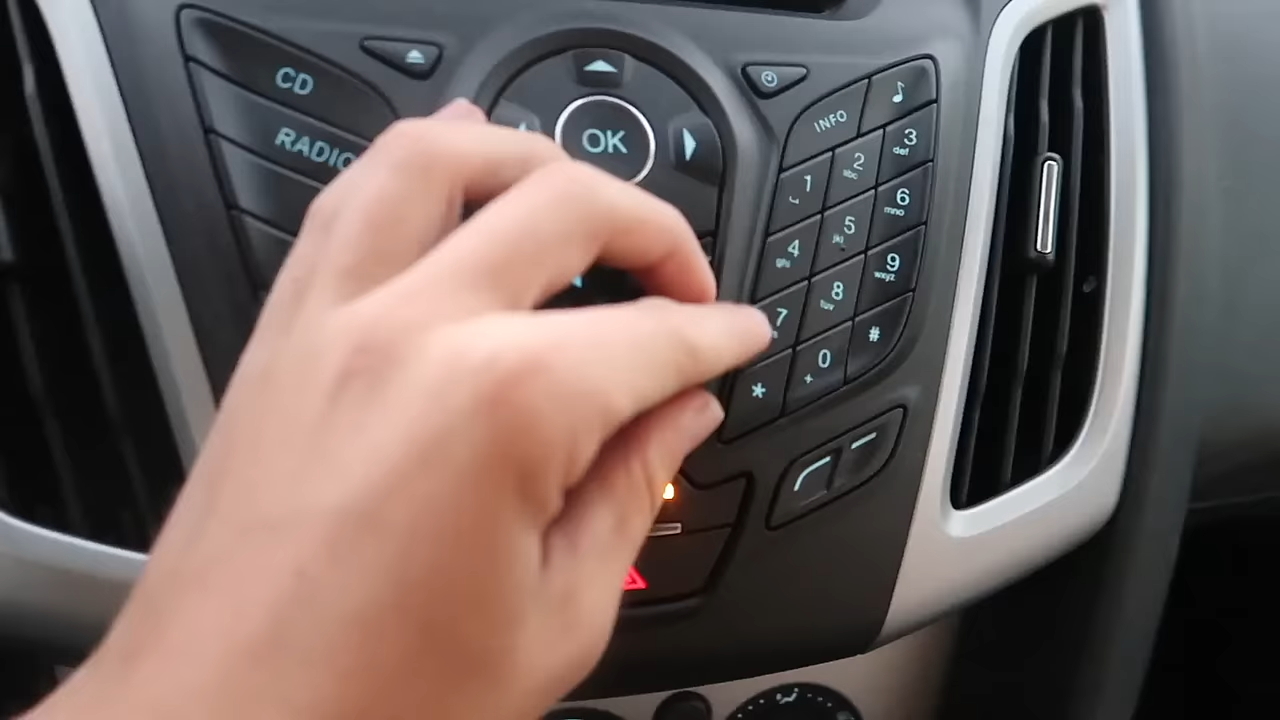 CD
RADIO
OK
INFO
1
2
abc
3
def
4
ghi
5
jkl
6
mno
7
8
tuv
9
wxyz
*
0
+
#